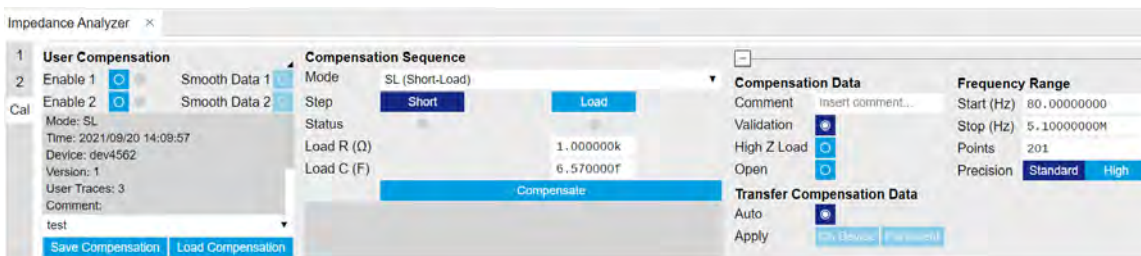 Impedance Analyzer ×
1
2
Cal
User Compensation
Enable 1 Smooth Data 1
Enable 2 Smooth Data 2
Mode: SL
Time: 2021/09/20 14:09:57
Device: dev4562
Version: 1
User Traces: 3
Comment:
test
Save Compensation Load Compensation
Compensation Sequence
Mode SL (Short-Load)
Step Short Load
Status
Load R (Ω) 1.000000k
Load C (F) 6.570000f
Compensate
Compensation Data
Comment Insert comment...
Validation
High Z Load
Open
Transfer Compensation Data
Auto
Apply On Device Persistent
Frequency Range
Start (Hz) 80.00000000
Stop (Hz) 5.10000000M
Points 201
Precision Standard High